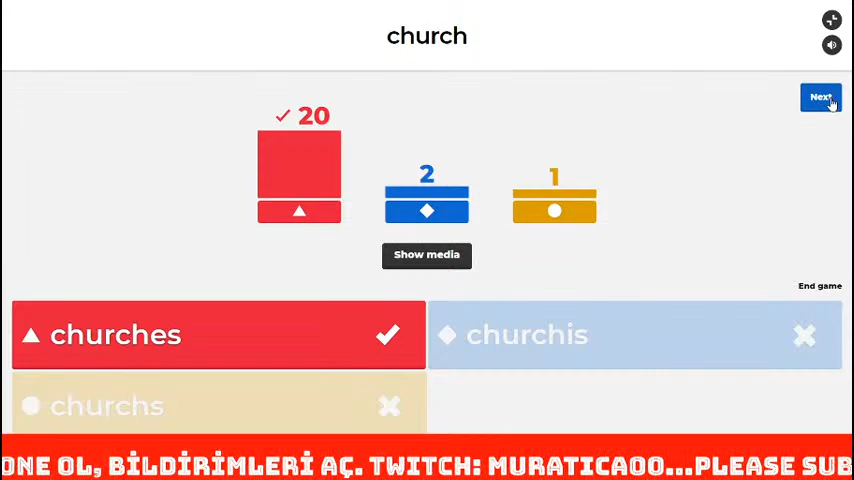 church
Next
20
2
1
Show media
End game
churches
churchis
churchs
ONE OL, BİLDİRİMLERİ AÇ. TWITCH: MURATICAOO...PLEASE SUB